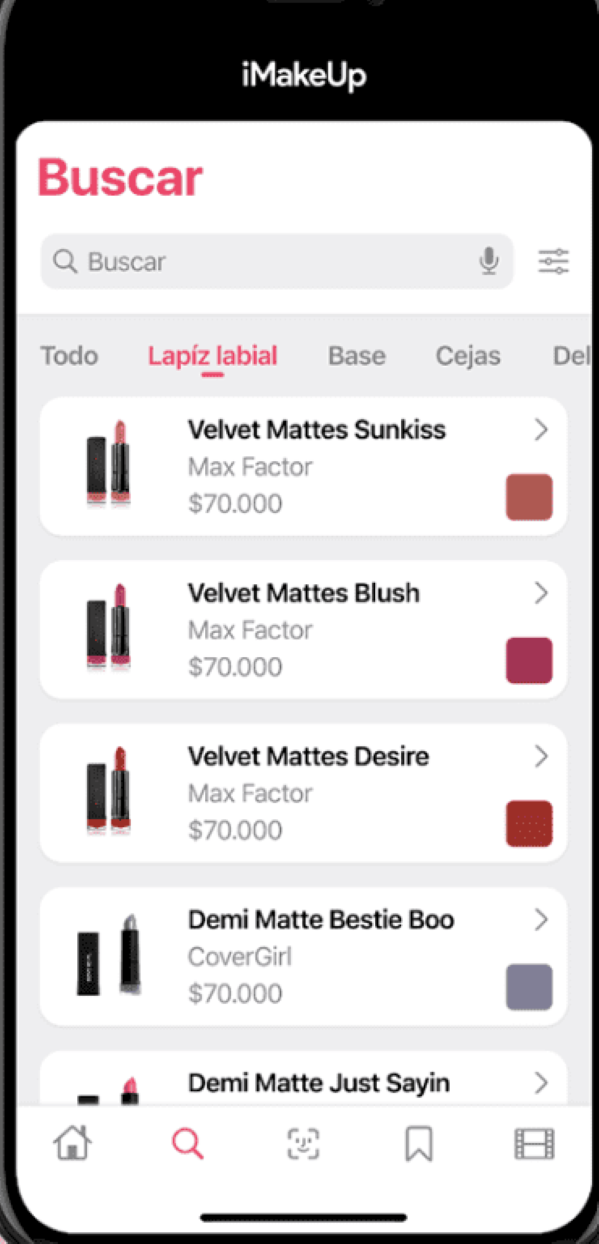 iMakeUp
Buscar
Buscar
Todo Lapíz labial Base Cejas Del
Velvet Mattes Sunkiss
Max Factor
$70.000
Velvet Mattes Blush
Max Factor
$70.000
Velvet Mattes Desire
Max Factor
$70.000
Demi Matte Bestie Boo
CoverGirl
$70.000
Demi Matte Just Sayin